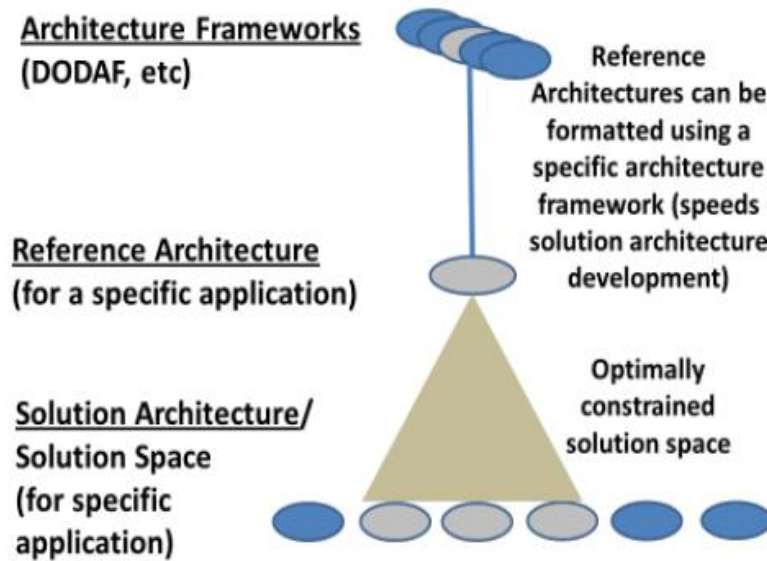 Architecture Frameworks
(DODAF, etc)
Reference
Architectures can be
formatted using a
specific architecture
framework (speeds
solution architecture
development)
Reference Architecture
(for a specific application)
Optimally
constrained
solution space
Solution Architecture/
Solution Space
(for specific
application)